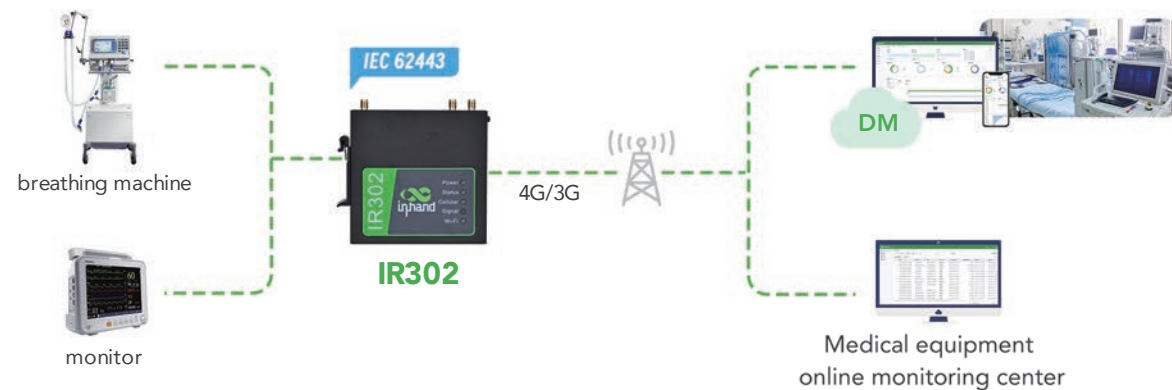 IEC 62443
DM
breathing machine
IR302
inhand
Power
Status
Cellular
Signal
Wi-Fi
4G/3G
IR302
60
monitor
Medical equipment
online monitoring center